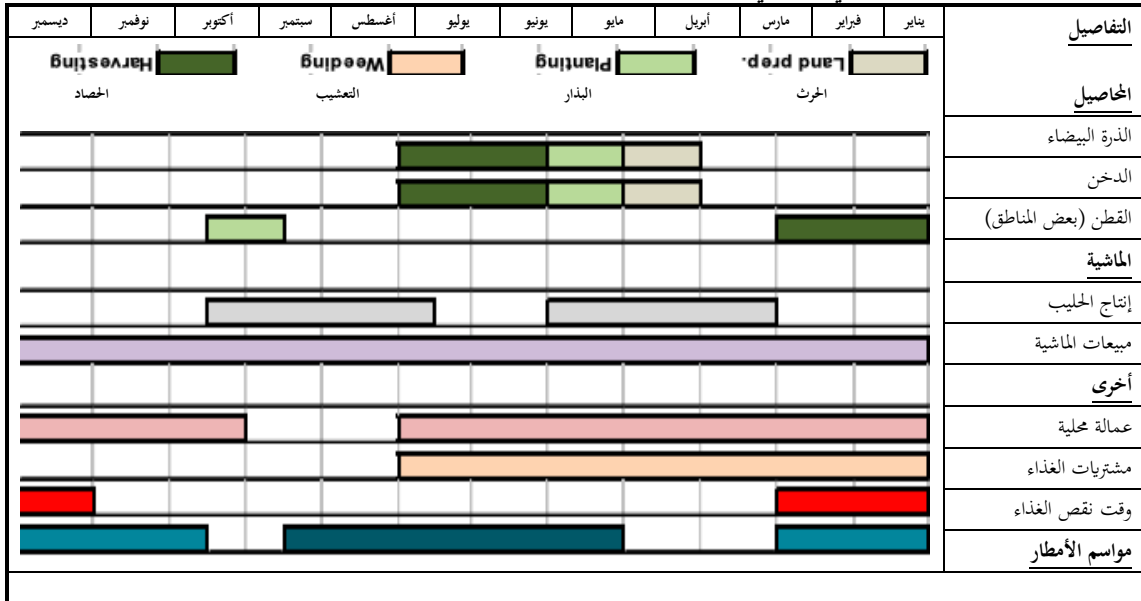 التفاصيل
يناير فبراير مارس أبريل مايو يونيو يوليو أغسطس سبتمبر أكتوبر نوفمبر ديسمبر
Land prep. Planting Weeding Harvesting
المحاصيل
الحرث البذار التعشيب الحصاد
الذرة البيضاء
الدخن
القطن (بعض المناطق)
الماشية
إنتاج الحليب
مبيعات الماشية
أخرى
عمالة محلية
مشتريات الغذاء
وقت نقص الغذاء
مواسم الأمطار